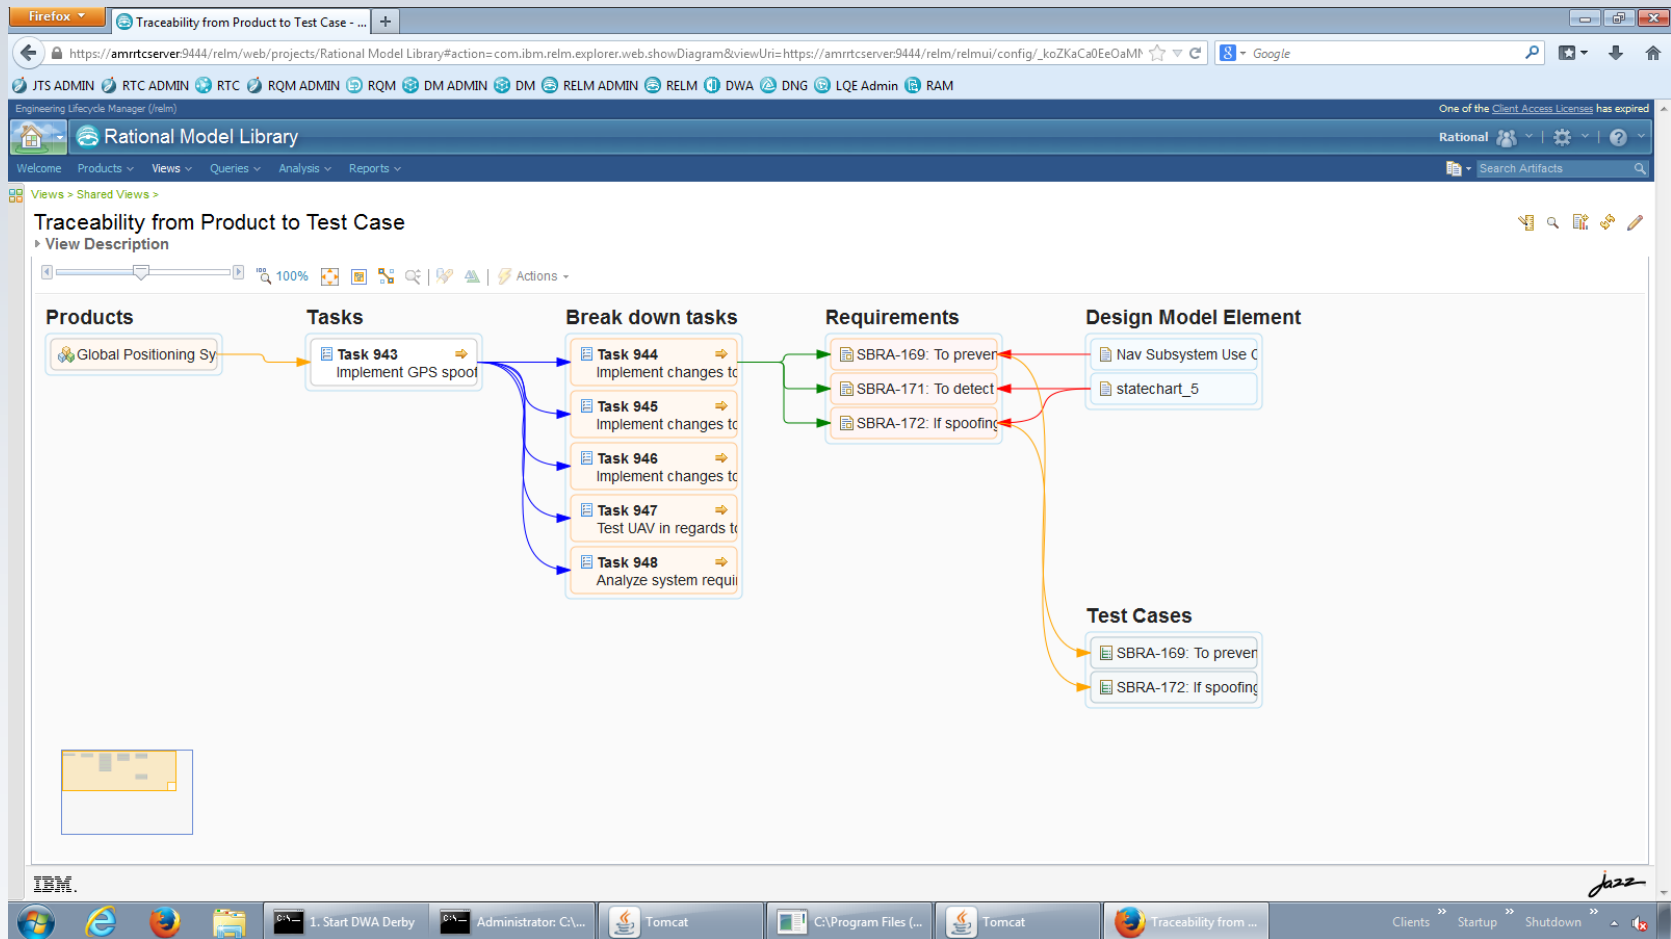 Firefox
Traceability from Product to Test Case - ...
https://amrrtcserver:9444/relm/web/projects/Rational Model Library#action=com.ibm.relm.explorer.web.showDiagram&viewUri=https://amrrtcserver:9444/relm/relmui/config/_koZKaCa0EeOaMl
Google
JTS ADMIN RTC ADMIN RTC RQM ADMIN RQM DM ADMIN DM RELM ADMIN RELM DWA DNG LQE Admin RAM
Engineering Lifecycle Manager (/relm)
One of the Client Access Licenses has expired
Rational Model Library
Rational
Welcome Products Views Queries Analysis Reports
Search Artifacts
Views > Shared Views >
Traceability from Product to Test Case
View Description
100%
Actions
Products
Global Positioning Sy
Tasks
Task 943
Implement GPS spoof
Break down tasks
Task 944
Implement changes to
Task 945
Implement changes to
Task 946
Implement changes to
Task 947
Test UAV in regards to
Task 948
Analyze system requi
Requirements
SBRA-169: To preven
SBRA-171: To detect
SBRA-172: If spoofing
Design Model Element
Nav Subsystem Use C
statechart_5
Test Cases
SBRA-169: To preven
SBRA-172: If spoofing
IBM.
jazz
1. Start DWA Derby
Administrator: C:\...
Tomcat
C:\Program Files (...
Tomcat
Traceability from ...
Clients
Startup
Shutdown